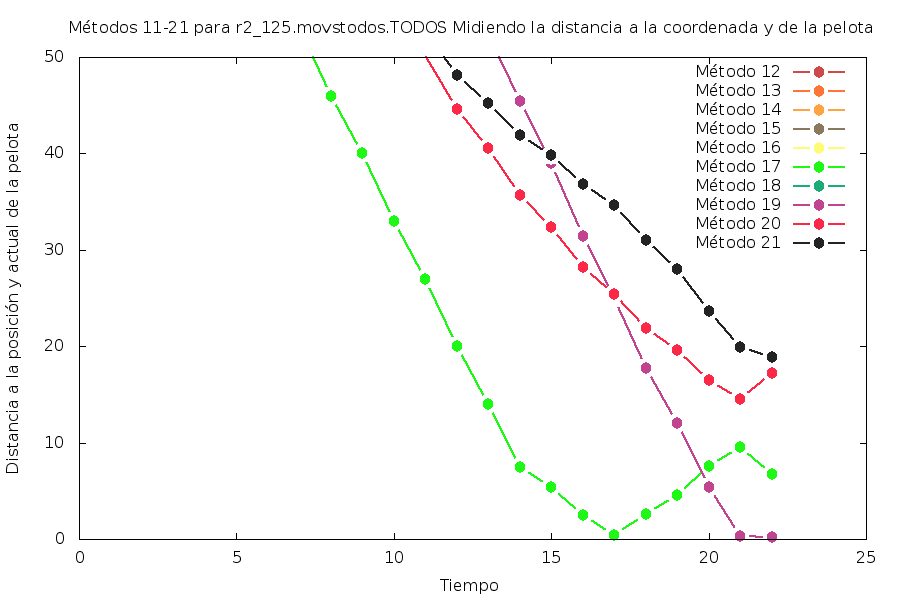 Métodos 11-21 para r2_125.movstodos.TODOS Midiendo la distancia a la coordenada y de la pelota
50
40
30
20
10
0
0
5
10
15
20
25
Distancia a la posición y actual de la pelota
Tiempo
Método 12
Método 13
Método 14
Método 15
Método 16
Método 17
Método 18
Método 19
Método 20
Método 21